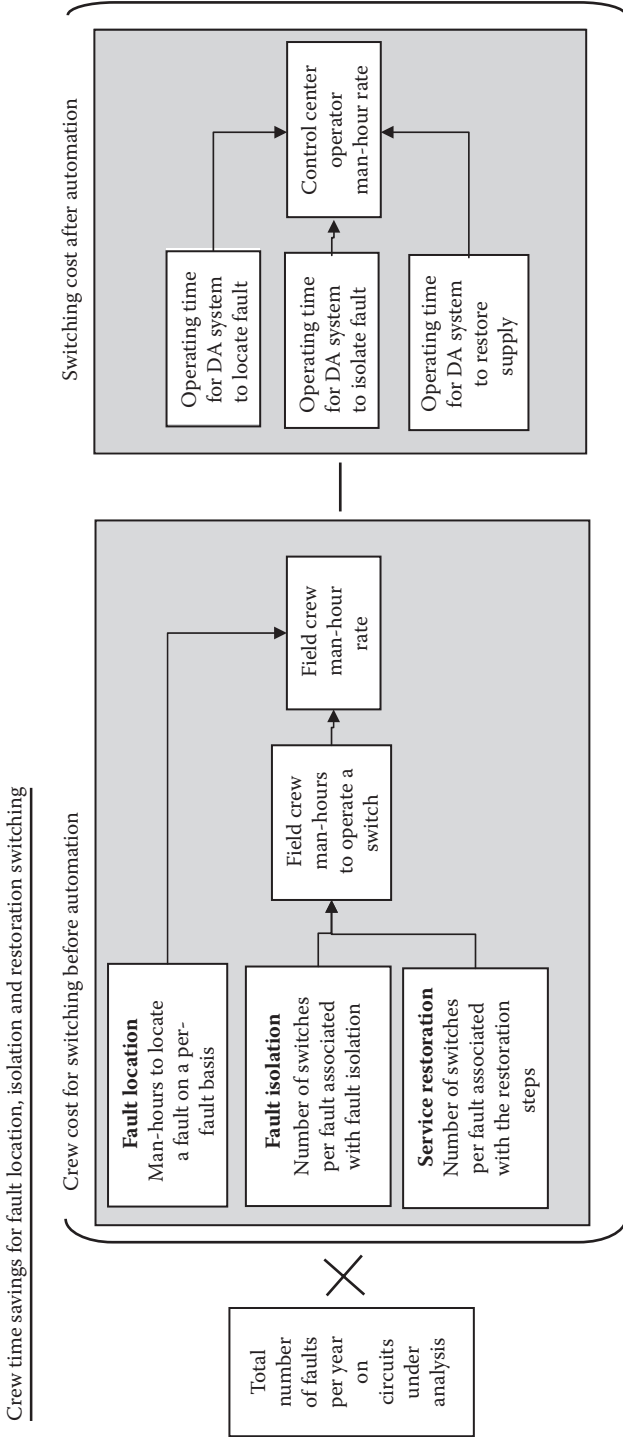 Crew time savings for fault location, isolation and restoration switching
Total
number
of faults
per year
on
circuits
under
analysis
Crew cost for switching before automation
Fault location
Man-hours to locate
a fault on a per-
fault basis
Fault isolation
Number of switches
per fault associated
with fault isolation
Service restoration
Number of switches
per fault associated
with the restoration
steps
Field crew
man-hours
to operate a
switch
Field crew
man-hour
rate
Switching cost after automation
Operating time
for DA system
to locate fault
Operating time
for DA system
to isolate fault
Operating time
for DA system
to restore
supply
Control center
operator
man-hour rate